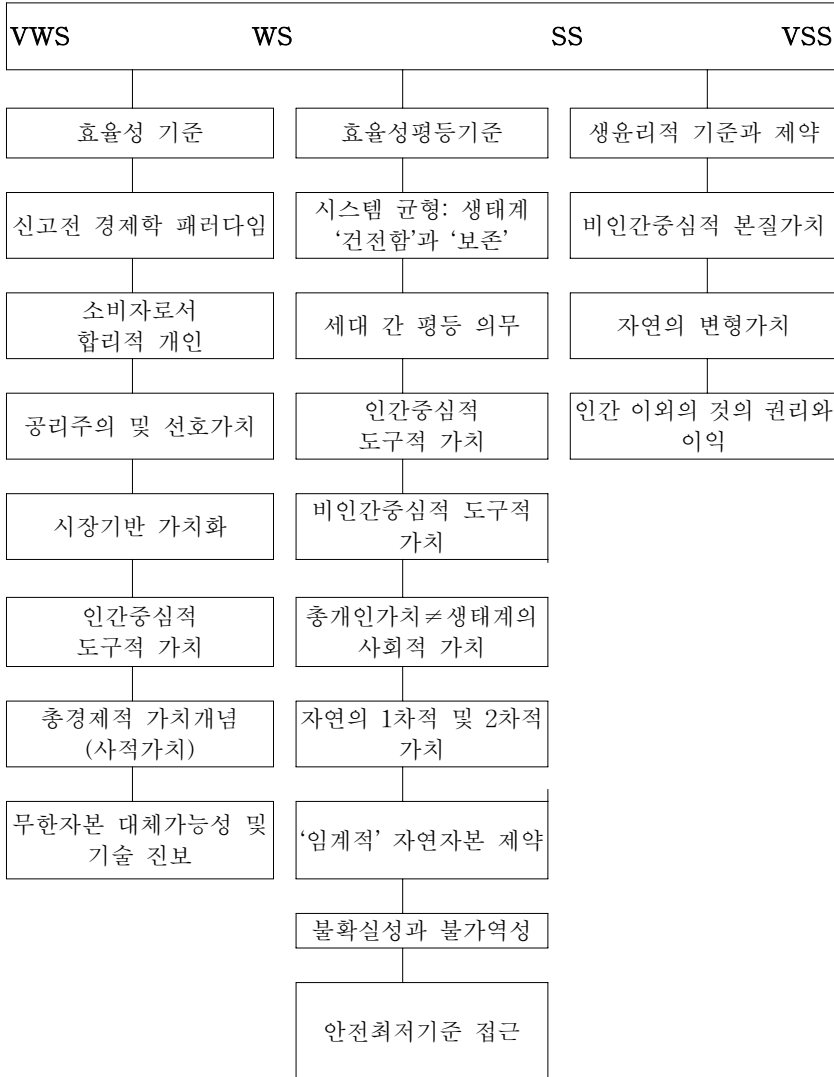 VWS WS SS VSS
효율성 기준
신고전 경제학 패러다임
소비자로서
합리적 개인
공리주의 및 선호가치
시장기반 가치화
인간중심적
도구적 가치
총경제적 가치개념
(사적가치)
무한자본 대체가능성 및
기술 진보
효율성평등기준
시스템 균형: 생태계
‘건전함’과 ‘보존’
세대 간 평등 의무
인간중심적
도구적 가치
비인간중심적 도구적
가치
총개인가치≠생태계의
사회적 가치
자연의 1차적 및 2차적
가치
‘임계적’ 자연자본 제약
불확실성과 불가역성
안전최저기준 접근
생윤리적 기준과 제약
비인간중심적 본질가치
자연의 변형가치
인간 이외의 것의 권리와
이익